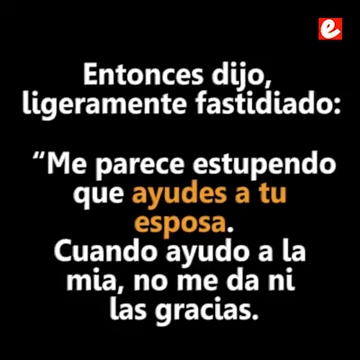 e
Entonces dijo,
ligeramente fastidiado:
“Me parece estupendo
que ayudes a tu
esposa.
Cuando ayudo a la
mia, no me da ni
las gracias.